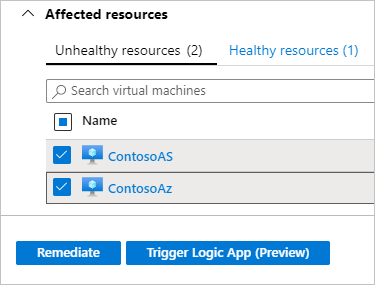 Affected resources
Unhealthy resources (2) Healthy resources (1)
Search virtual machines
Name
ContosoAS
ContosoAz
Remediate Trigger Logic App (Preview)